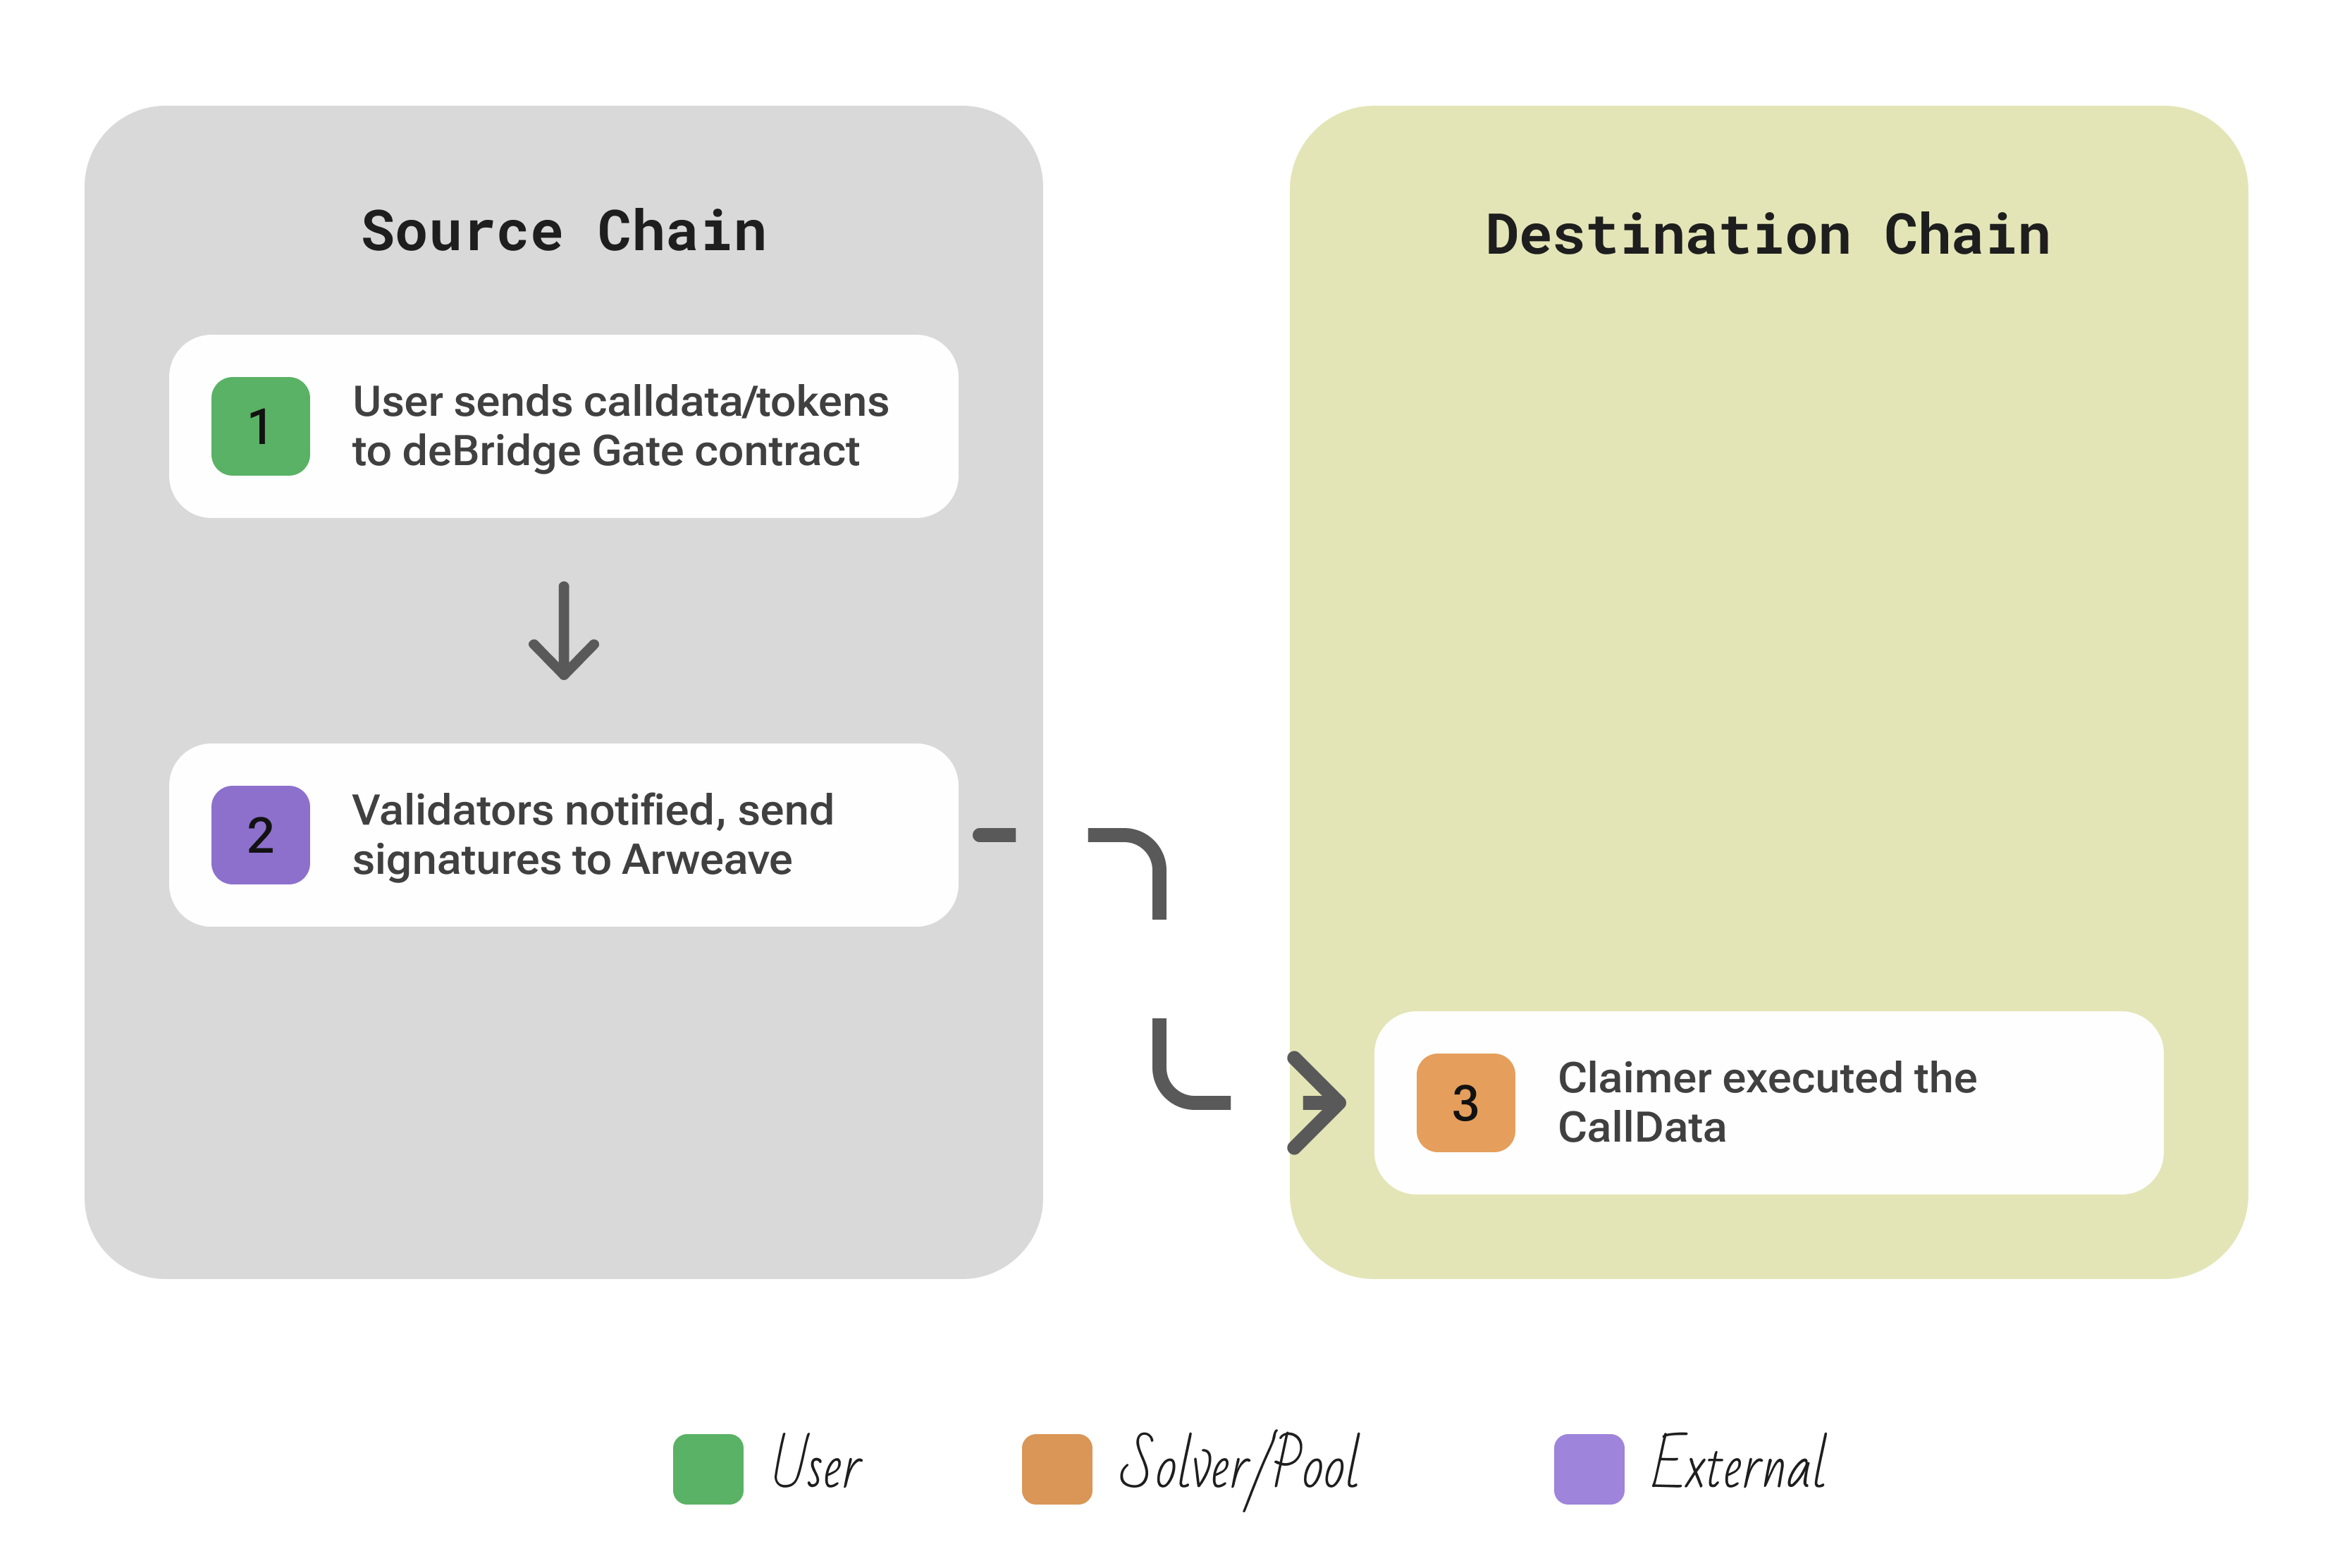 Source Chain
1
User sends calldata/tokens
to deBridge Gate contract
2
Validators notified, send
signatures to Arweave
Destination Chain
3
Claimer executed the
CallData
User
Solver/Pool
External